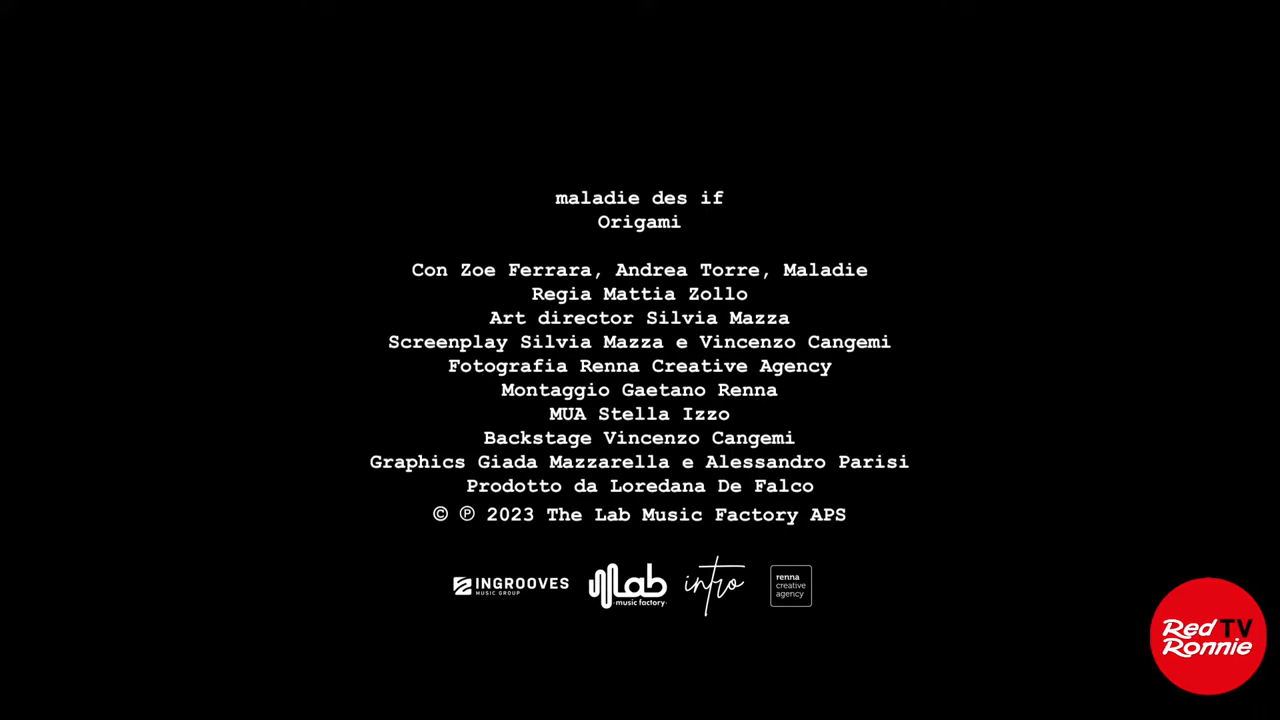 maladie des if
Origami
Con Zoe Ferrara, Andrea Torre, Maladie
Regia Mattia Zollo
Art director Silvia Mazza
Screenplay Silvia Mazza e Vincenzo Cangemi
Fotografia Renna Creative Agency
Montaggio Gaetano Renna
MUA Stella Izzo
Backstage Vincenzo Cangemi
Graphics Giada Mazzarella e Alessandro Parisi
Prodotto da Loredana De Falco
© ℗ 2023 The Lab Music Factory APS
INGROOVES
MUSIC GROUP
Lab
music factory
intro
renna
creative
agency
Red TV
Ronnie